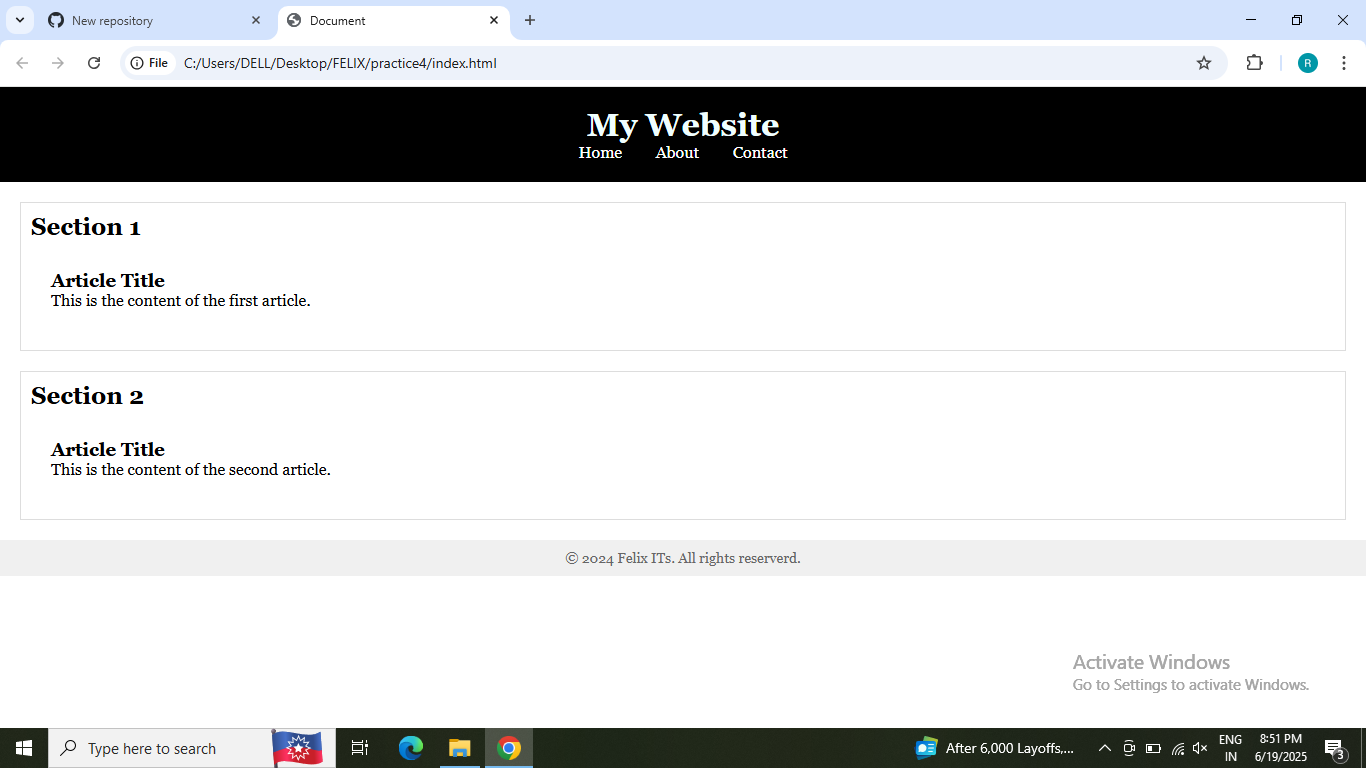 New repository
Document
File
C:/Users/DELL/Desktop/FELIX/practice4/index.html
R
My Website
Home About Contact
Section 1
Article Title
This is the content of the first article.
Section 2
Article Title
This is the content of the second article.
© 2024 Felix ITs. All rights reserverd.
Activate Windows
Go to Settings to activate Windows.
Type here to search
After 6,000 Layoffs,...
ENG
IN
8:51 PM
6/19/2025
3